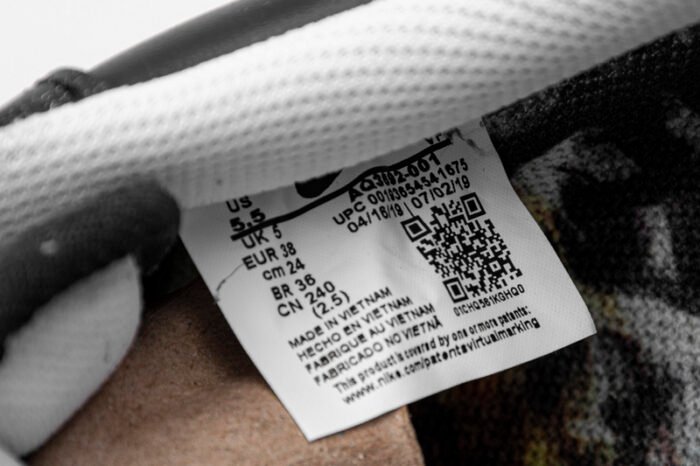 US
5.5
UK 5
EUR 38
cm 24
BR 36
CN 240
(2.5)
UPC 00193654541675
04/16/19 | 07/02/19
01CHQ361KGHQ0
MADE IN VIETNAM
HECHO EN VIETNAM
FABRIQUE AU VIETNAM
FABRICADO NO VIETNÃ
This product is covered by one or more patents:
www.nike.com/patentsvirtualmarking